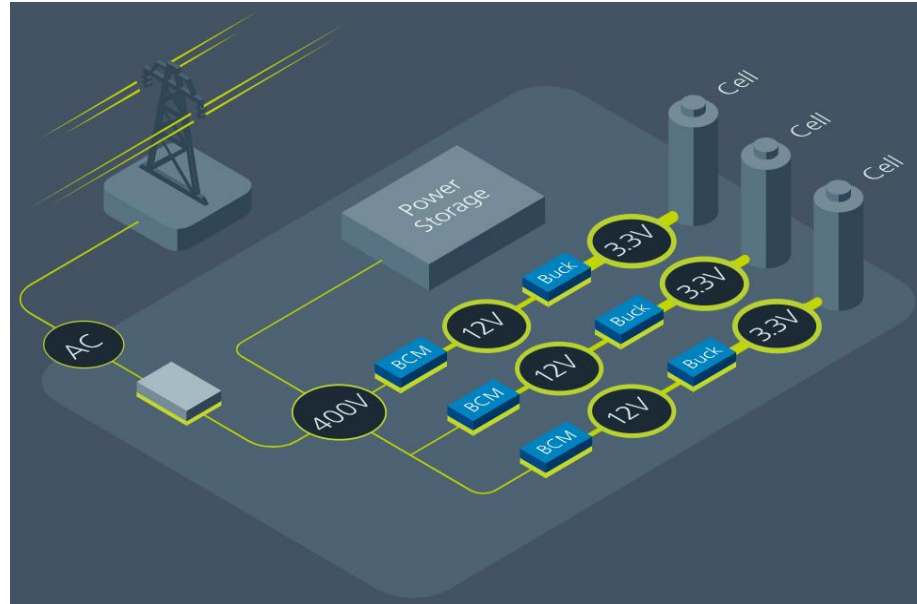 Cell
Cell
Cell
Power
Storage
3.3V
Buck
12V
BCM
3.3V
Buck
12V
BCM
3.3V
Buck
12V
BCM
AC
400V